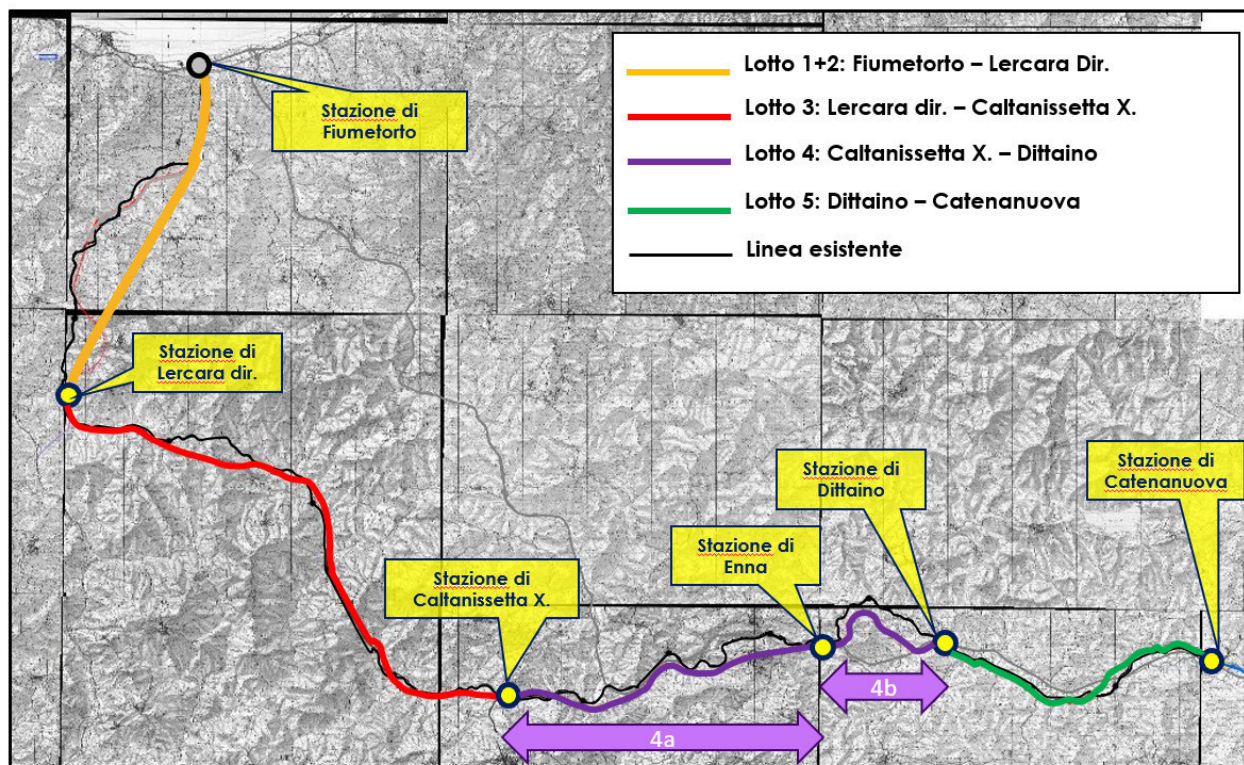 Lotto 1+2: Fiumetorto – Lercara Dir.
Lotto 3: Lercara dir. – Caltanissetta X.
Lotto 4: Caltanissetta X. – Dittaino
Lotto 5: Dittaino – Catenanuova
Linea esistente
Stazione di
Fiumetorto
Stazione di
Lercara dir.
Stazione di
Caltanissetta X.
Stazione di
Enna
Stazione di
Dittaino
Stazione di
Catenanuova
4a
4b